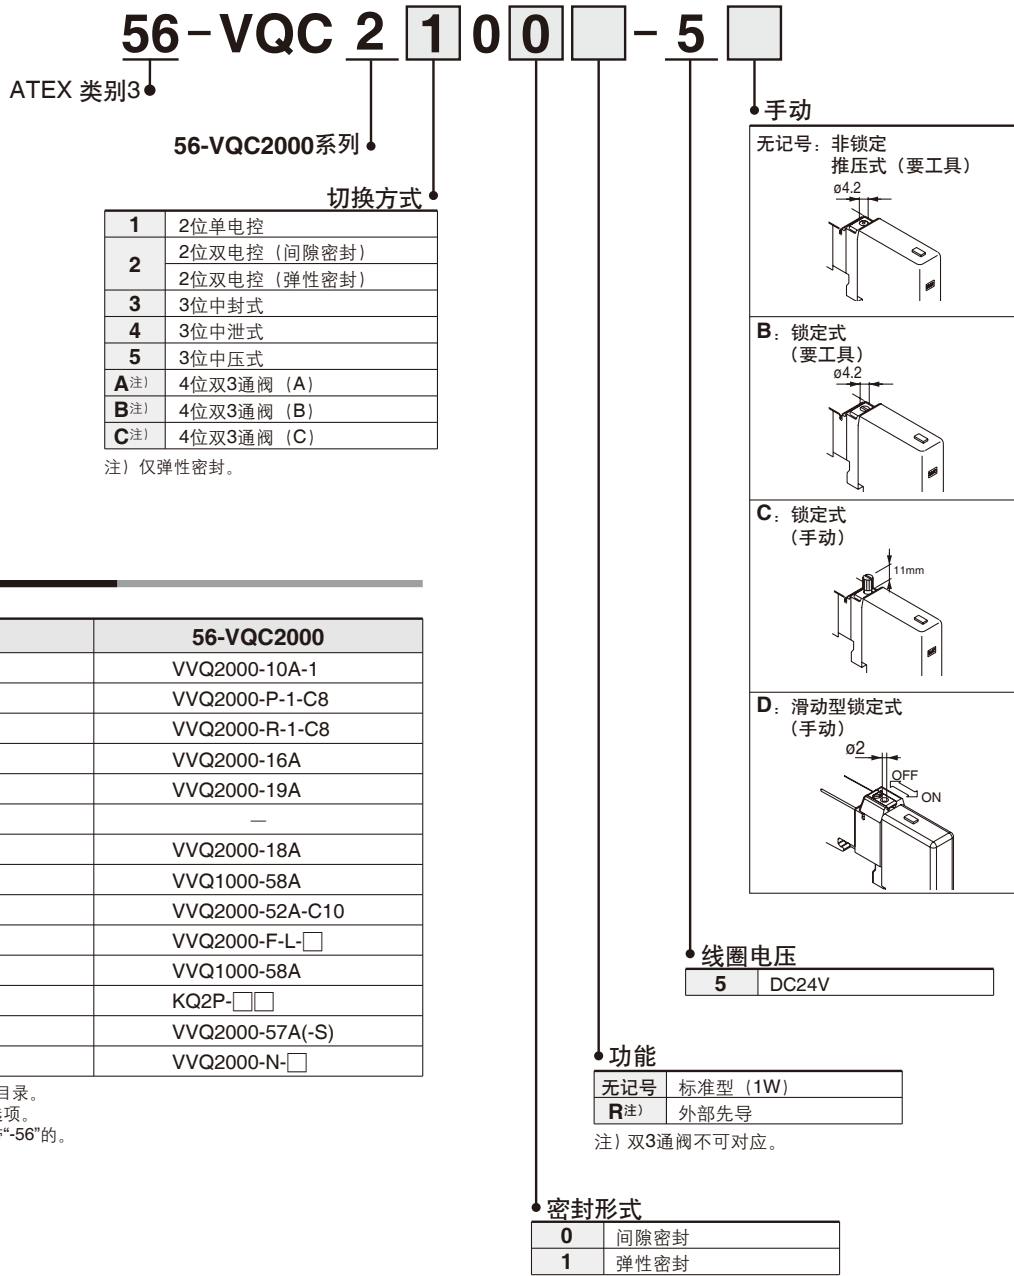 56-VQC 2 1 0 0 □ - 5 □
ATEX 类别3
56-VQC2000系列
切换方式
1 2位单电控
2 2位双电控（间隙密封）
2位双电控（弹性密封）
3 3位中封式
4 3位中泄式
5 3位中压式
A注） 4位双3通阀（A）
B注） 4位双3通阀（B）
C注） 4位双3通阀（C）
注）仅弹性密封。
56-VQC2000
VVQ2000-10A-1
VVQ2000-P-1-C8
VVQ2000-R-1-C8
VVQ2000-16A
VVQ2000-19A
—
VVQ2000-18A
VVQ1000-58A
VVQ2000-52A-C10
VVQ2000-F-L-□
VVQ1000-58A
KQ2P-□□
VVQ2000-57A(-S)
VVQ2000-N-□
目录。
项。
“-56”的。
手动
无记号：非锁定
推压式（要工具）
ø4.2
B：锁定式
（要工具）
ø4.2
C：锁定式
（手动）
11mm
D：滑动型锁定式
（手动）
ø2
OFF
ON
线圈电压
5 DC24V
功能
无记号 标准型（1W）
R注） 外部先导
注）双3通阀不可对应。
密封形式
0 间隙密封
1 弹性密封